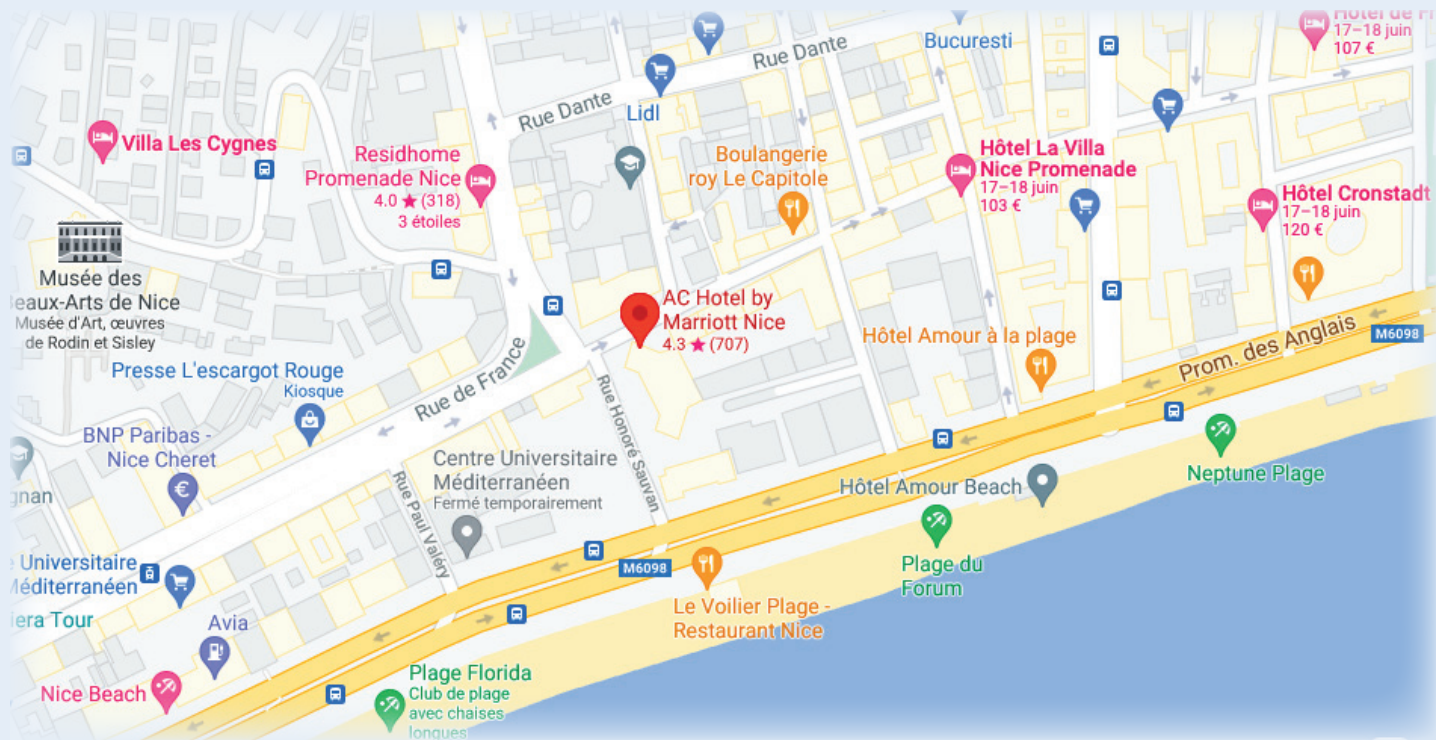 Hôtel de Fr
17–18 juin
107 €
Bucuresti
Rue Dante
Rue Dante
Lidl
Villa Les Cygnes
Residhome
Promenade Nice
4.0 ★ (318)
3 étoiles
Boulangerie
roy Le Capitole
Hôtel La Villa
Nice Promenade
17–18 juin
103 €
Hôtel Cronstadt
17–18 juin
120 €
Musée des
Beaux-Arts de Nice
Musée d'Art, œuvres
de Rodin et Sisley
AC Hotel by
Marriott Nice
4.3 ★ (707)
Hôtel Amour à la plage
Prom. des Anglais
M6098
Presse L'escargot Rouge
Kiosque
Rue de France
Rue Honoré Sauvan
BNP Paribas -
Nice Cheret
€
Centre Universitaire
Méditerranéen
Fermé temporairement
Rue Paul Valéry
gnan
Hôtel Amour Beach
Neptune Plage
Universitaire
Méditerranéen
iera Tour
M6098
Plage du
Forum
Le Voilier Plage -
Restaurant Nice
Avia
Nice Beach
Plage Florida
Club de plage
avec chaises
longues